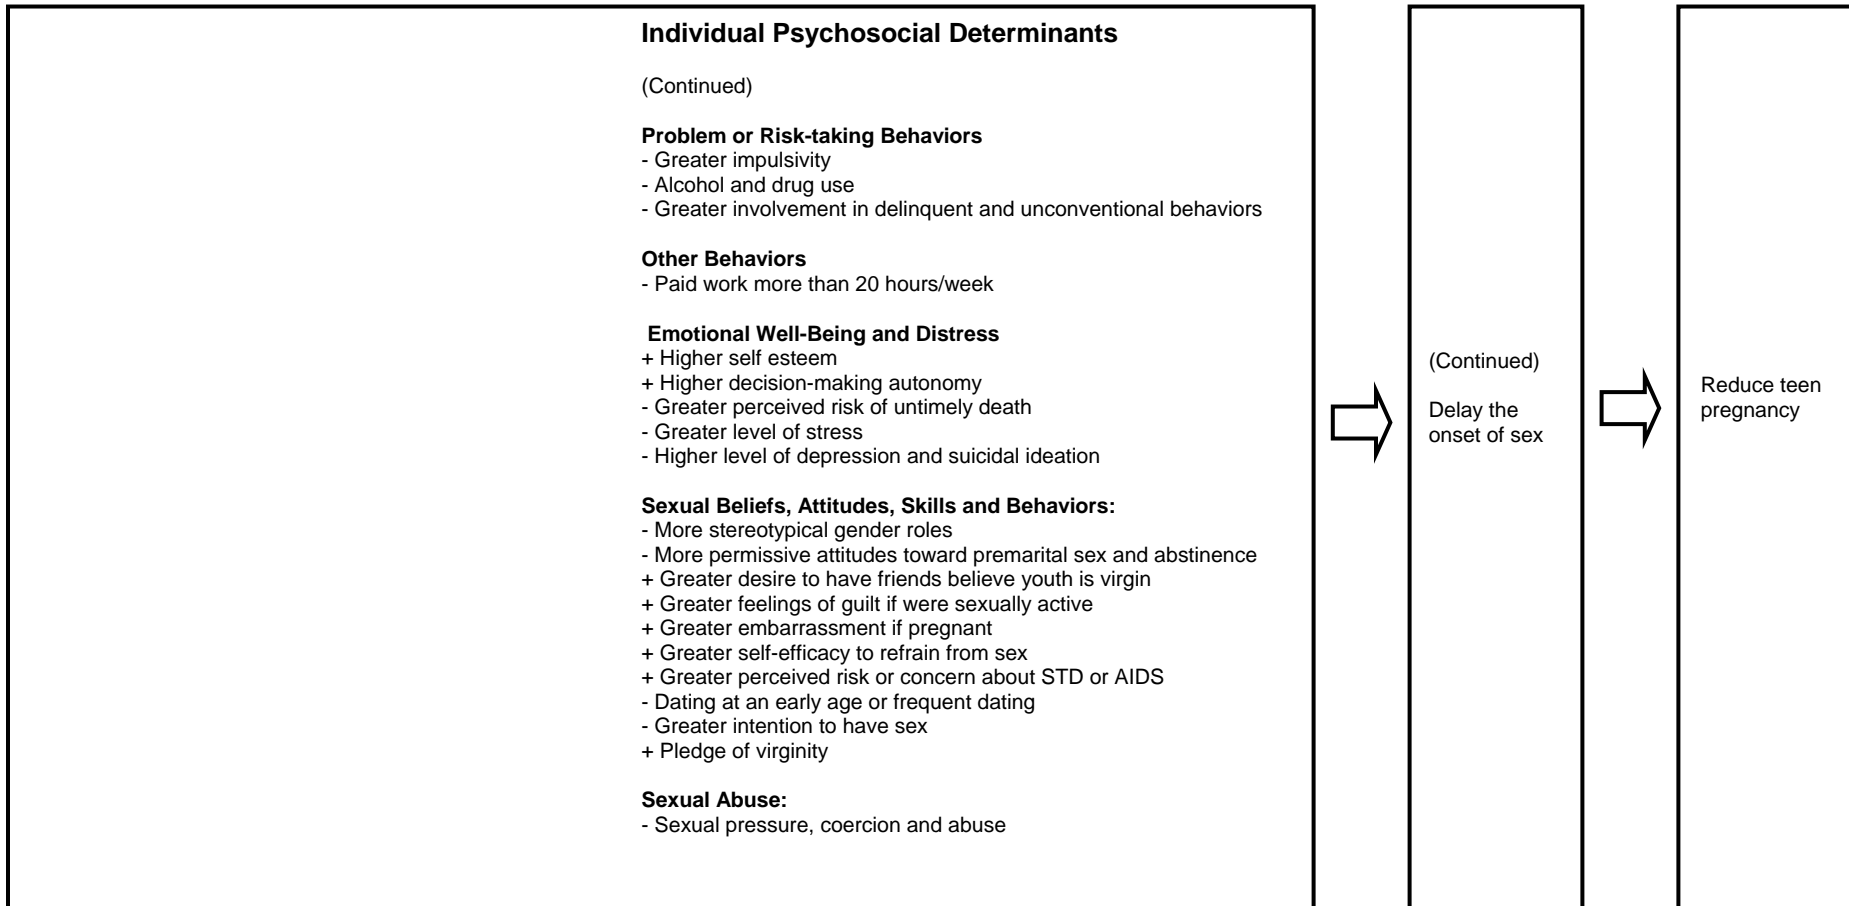 Individual Psychosocial Determinants
(Continued)
Problem or Risk-taking Behaviors
- Greater impulsivity
- Alcohol and drug use
- Greater involvement in delinquent and unconventional behaviors
Other Behaviors
- Paid work more than 20 hours/week
Emotional Well-Being and Distress
+ Higher self esteem
+ Higher decision-making autonomy
- Greater perceived risk of untimely death
- Greater level of stress
- Higher level of depression and suicidal ideation
Sexual Beliefs, Attitudes, Skills and Behaviors:
- More stereotypical gender roles
- More permissive attitudes toward premarital sex and abstinence
+ Greater desire to have friends believe youth is virgin
+ Greater feelings of guilt if were sexually active
+ Greater embarrassment if pregnant
+ Greater self-efficacy to refrain from sex
+ Greater perceived risk or concern about STD or AIDS
- Dating at an early age or frequent dating
- Greater intention to have sex
+ Pledge of virginity
Sexual Abuse:
- Sexual pressure, coercion and abuse
(Continued)
Delay the
onset of sex
Reduce teen
pregnancy